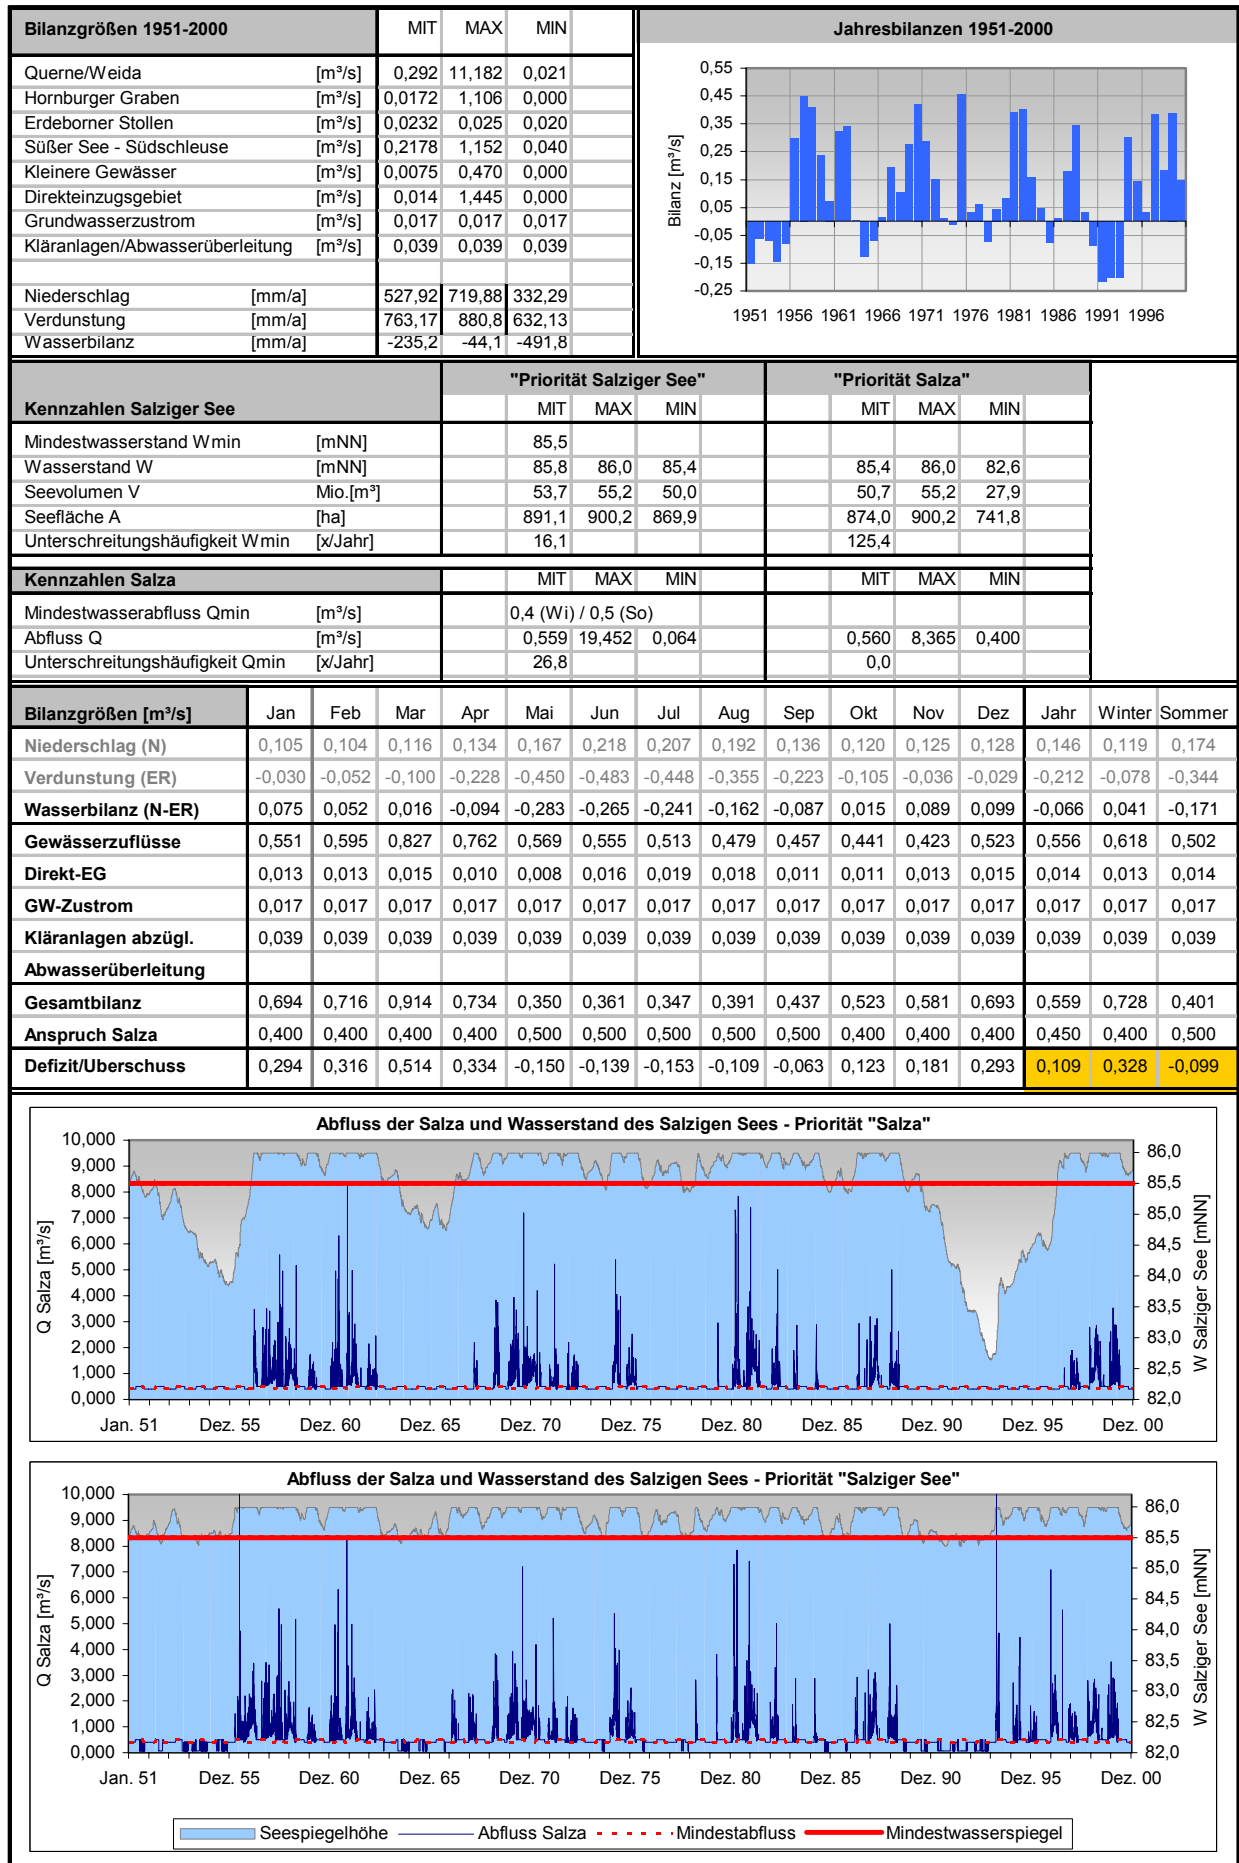 Bilanzgrößen 1951-2000 MIT MAX MIN
Querne/Weida [m³/s] 0,292 11,182 0,021
Hornburger Graben [m³/s] 0,0172 1,106 0,000
Erdeborner Stollen [m³/s] 0,0232 0,025 0,020
Süßer See - Südschleuse [m³/s] 0,2178 1,152 0,040
Kleinere Gewässer [m³/s] 0,0075 0,470 0,000
Direkteinzugsgebiet [m³/s] 0,014 1,445 0,000
Grundwasserzustrom [m³/s] 0,017 0,017 0,017
Kläranlagen/Abwasserüberleitung [m³/s] 0,039 0,039 0,039
Niederschlag [mm/a] 527,92 719,88 332,29
Verdunstung [mm/a] 763,17 880,8 632,13
Wasserbilanz [mm/a] -235,2 -44,1 -491,8
Jahresbilanzen 1951-2000
Bilanz [m³/s]
0,55
0,45
0,35
0,25
0,15
0,05
-0,05
-0,15
-0,25
1951 1956 1961 1966 1971 1976 1981 1986 1991 1996
"Priorität Salziger See" "Priorität Salza"
Kennzahlen Salziger See MIT MAX MIN MIT MAX MIN
Mindestwasserstand Wmin [mNN] 85,5
Wasserstand W [mNN] 85,8 86,0 85,4 85,4 86,0 82,6
Seevolumen V Mio.[m³] 53,7 55,2 50,0 50,7 55,2 27,9
Seefläche A [ha] 891,1 900,2 869,9 874,0 900,2 741,8
Unterschreitungshäufigkeit Wmin [x/Jahr] 16,1 125,4
Kennzahlen Salza MIT MAX MIN MIT MAX MIN
Mindestwasserabfluss Qmin [m³/s] 0,4 (Wi) / 0,5 (So)
Abfluss Q [m³/s] 0,559 19,452 0,064 0,560 8,365 0,400
Unterschreitungshäufigkeit Qmin [x/Jahr] 26,8 0,0
Bilanzgrößen [m³/s] Jan Feb Mar Apr Mai Jun Jul Aug Sep Okt Nov Dez Jahr Winter Sommer
Niederschlag (N) 0,105 0,104 0,116 0,134 0,167 0,218 0,207 0,192 0,136 0,120 0,125 0,128 0,146 0,119 0,174
Verdunstung (ER) -0,030 -0,052 -0,100 -0,228 -0,450 -0,483 -0,448 -0,355 -0,223 -0,105 -0,036 -0,029 -0,212 -0,078 -0,344
Wasserbilanz (N-ER) 0,075 0,052 0,016 -0,094 -0,283 -0,265 -0,241 -0,162 -0,087 0,015 0,089 0,099 -0,066 0,041 -0,171
Gewässerzuflüsse 0,551 0,595 0,827 0,762 0,569 0,555 0,513 0,479 0,457 0,441 0,423 0,523 0,556 0,618 0,502
Direkt-EG 0,013 0,013 0,015 0,010 0,008 0,016 0,019 0,018 0,011 0,011 0,013 0,015 0,014 0,013 0,014
GW-Zustrom 0,017 0,017 0,017 0,017 0,017 0,017 0,017 0,017 0,017 0,017 0,017 0,017 0,017 0,017 0,017
Kläranlagen abzügl. 0,039 0,039 0,039 0,039 0,039 0,039 0,039 0,039 0,039 0,039 0,039 0,039 0,039 0,039 0,039
Abwasserüberleitung
Gesamtbilanz 0,694 0,716 0,914 0,734 0,350 0,361 0,347 0,391 0,437 0,523 0,581 0,693 0,559 0,728 0,401
Anspruch Salza 0,400 0,400 0,400 0,400 0,500 0,500 0,500 0,500 0,500 0,400 0,400 0,400 0,450 0,400 0,500
Defizit/Uberschuss 0,294 0,316 0,514 0,334 -0,150 -0,139 -0,153 -0,109 -0,063 0,123 0,181 0,293 0,109 0,328 -0,099
Abfluss der Salza und Wasserstand des Salzigen Sees - Priorität "Salza"
Q Salza [m³/s]
10,000
9,000
8,000
7,000
6,000
5,000
4,000
3,000
2,000
1,000
0,000
86,0
85,5
85,0
84,5
84,0
83,5
83,0
82,5
82,0
W Salziger See [mNN]
Jan. 51 Dez. 55 Dez. 60 Dez. 65 Dez. 70 Dez. 75 Dez. 80 Dez. 85 Dez. 90 Dez. 95 Dez. 00
Abfluss der Salza und Wasserstand des Salzigen Sees - Priorität "Salziger See"
Q Salza [m³/s]
10,000
9,000
8,000
7,000
6,000
5,000
4,000
3,000
2,000
1,000
0,000
86,0
85,5
85,0
84,5
84,0
83,5
83,0
82,5
82,0
W Salziger See [mNN]
Jan. 51 Dez. 55 Dez. 60 Dez. 65 Dez. 70 Dez. 75 Dez. 80 Dez. 85 Dez. 90 Dez. 95 Dez. 00
Seespiegelhöhe Abfluss Salza Mindestabfluss Mindestwasserspiegel